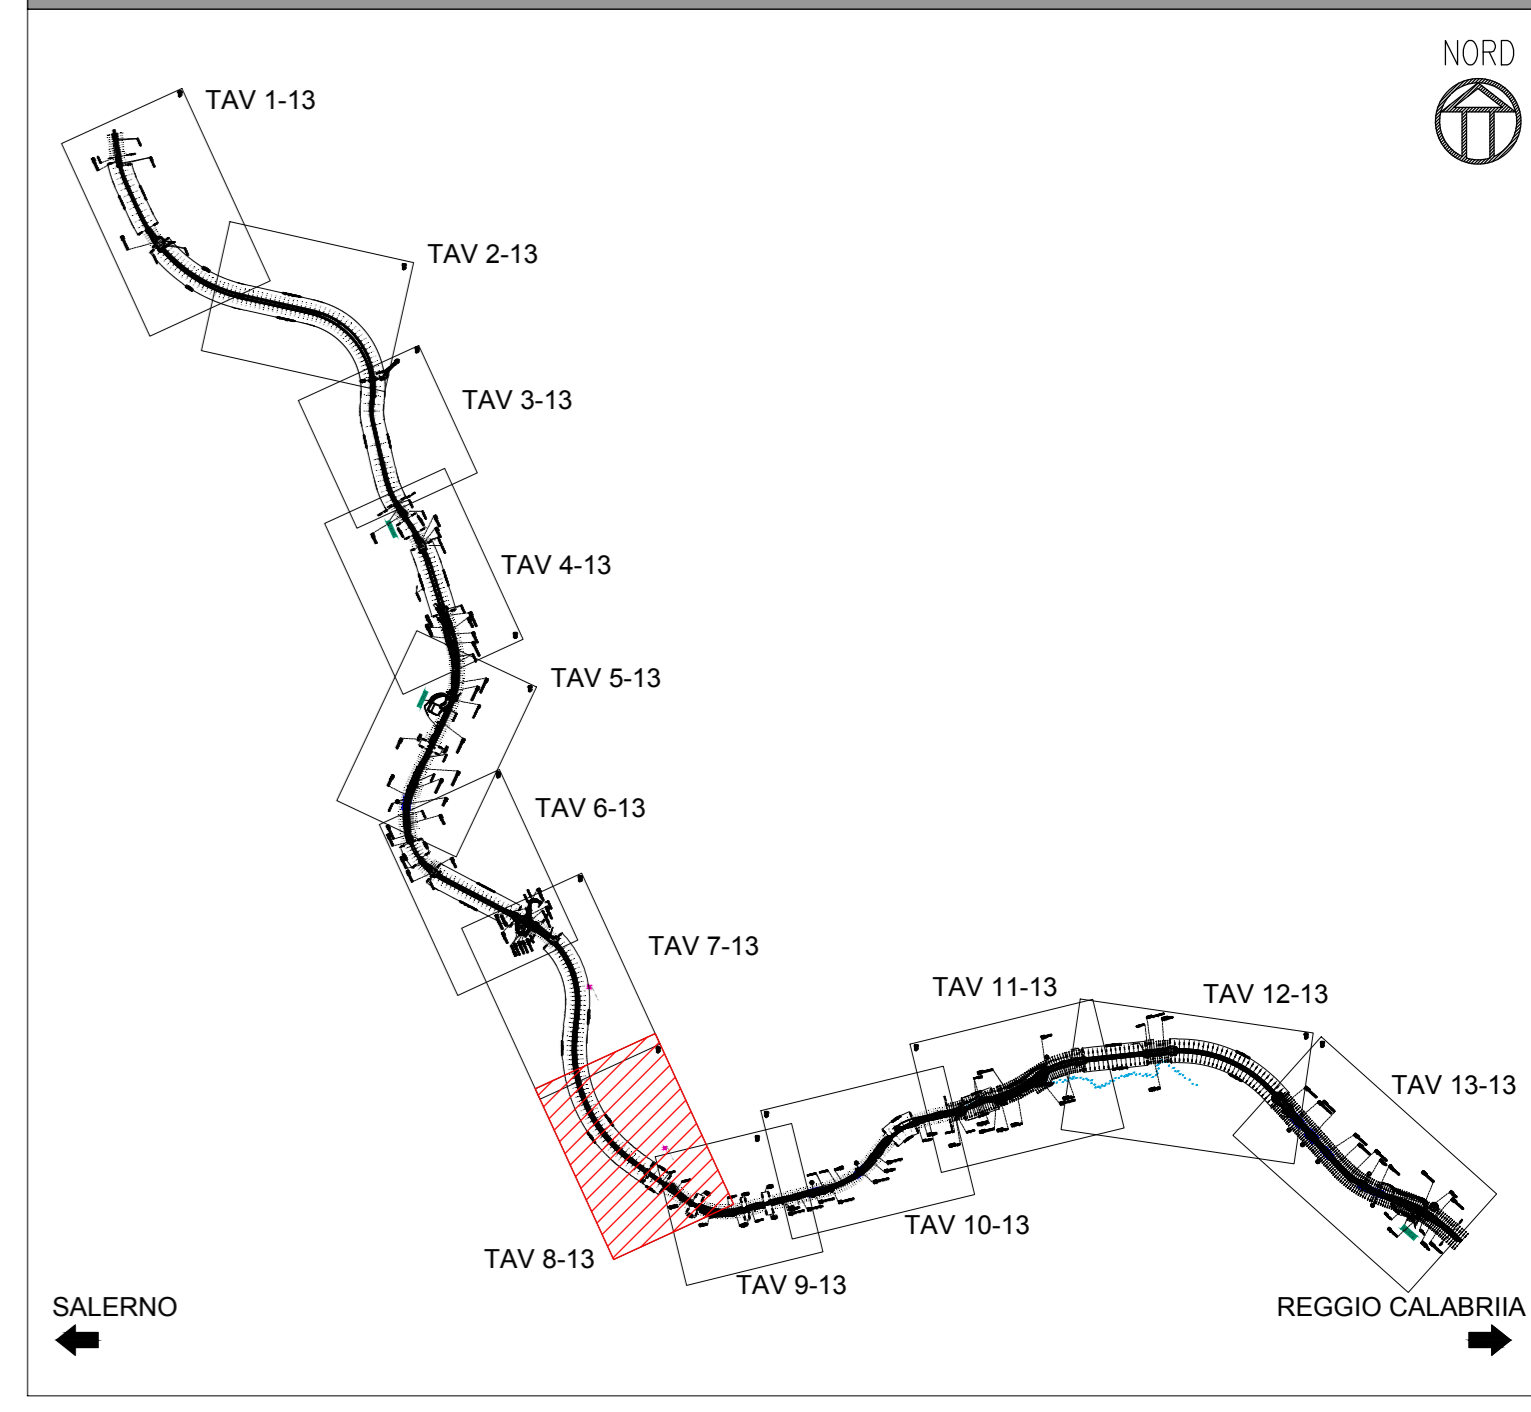 NORD
TAV 1-13
TAV 2-13
TAV 3-13
TAV 4-13
TAV 5-13
TAV 6-13
TAV 7-13
TAV 11-13
TAV 12-13
TAV 13-13
TAV 10-13
TAV 8-13
TAV 9-13
SALERNO
REGGIO CALABRIIA